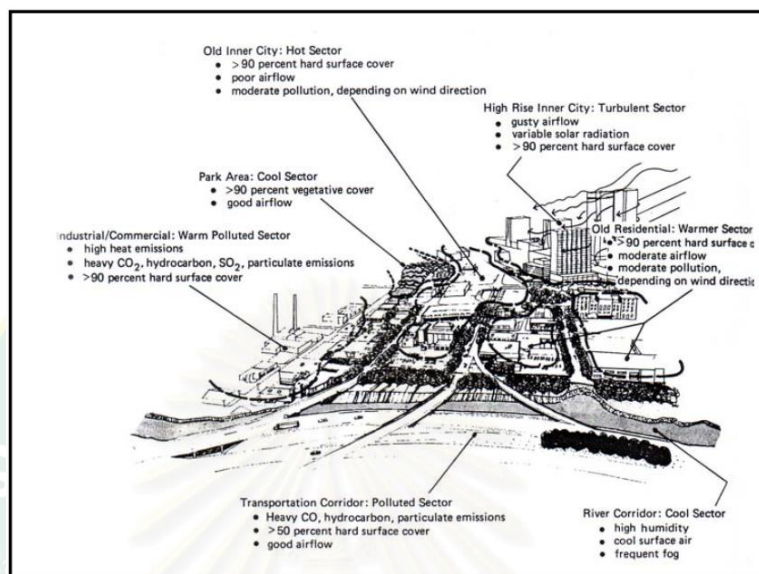 Old Inner City: Hot Sector
• >90 percent hard surface cover
• poor airflow
• moderate pollution, depending on wind direction
High Rise Inner City: Turbulent Sector
• gusty airflow
• variable solar radiation
• >90 percent hard surface cover
Park Area: Cool Sector
• >90 percent vegetative cover
• good airflow
Industrial/Commercial: Warm Polluted Sector
• high heat emissions
• heavy CO₂, hydrocarbon, SO₂, particulate emissions
• >90 percent hard surface cover
Old Residential: Warmer Sector
• >90 percent hard surface c
• moderate airflow
• moderate pollution,
depending on wind directi
Transportation Corridor: Polluted Sector
• Heavy CO, hydrocarbon, particulate emissions
• >50 percent hard surface cover
• good airflow
River Corridor: Cool Sector
• high humidity
• cool surface air
• frequent fog